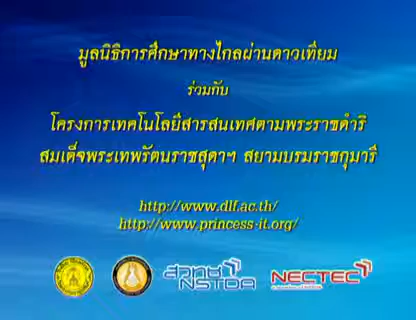 มูลนิธิการศึกษาทางไกลผ่านดาวเทียม
ร่วมกับ
โครงการเทคโนโลยีสารสนเทศตามพระราชดำริ
สมเด็จพระเทพรัตนราชสุดาฯ สยามบรมราชกุมารี
http://www.dlf.ac.th/
http://www.princess-it.org/
สวทช
NSTDA
NECTEC